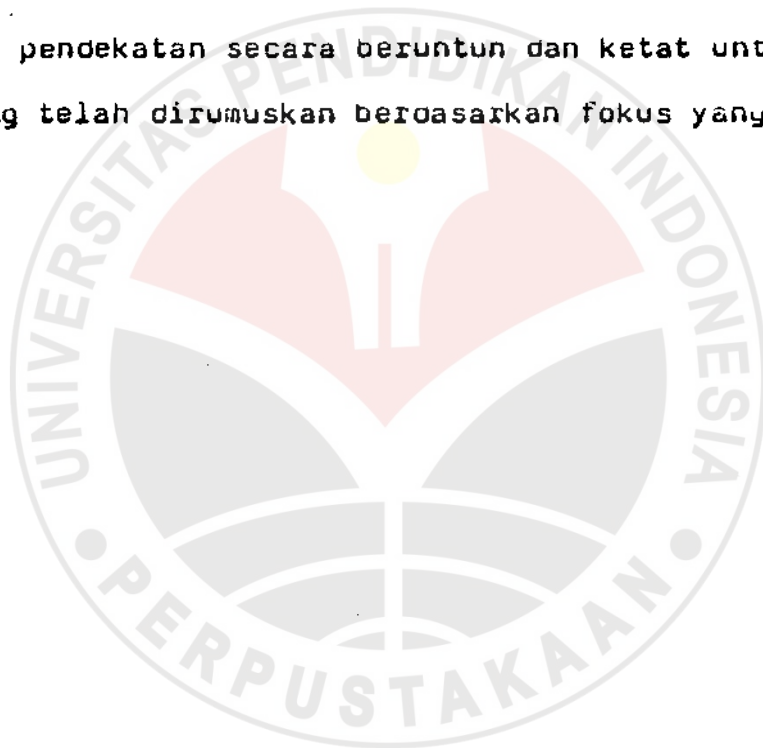 pendekatan secara beruntun dan ketat unt
g telah dirumuskan berdasarkan fokus yang
UNIVERSITAS PENDIDIKAN INDONESIA
PERPUSTAKAAN